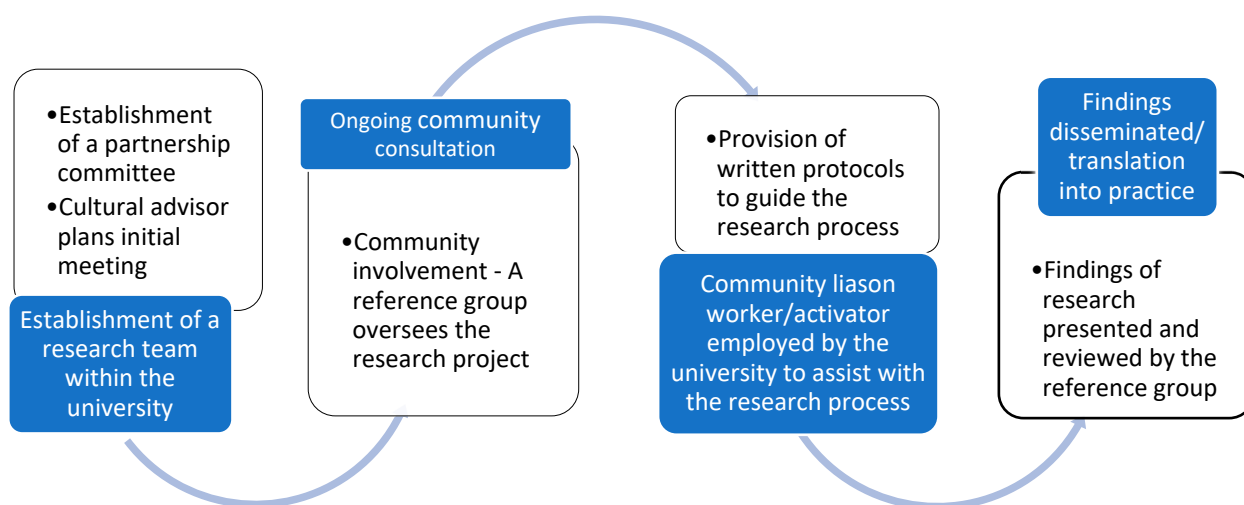 •Establishment
of a partnership
committee
•Cultural advisor
plans initial
meeting
Establishment of a
research team
within the
university
Ongoing community
consultation
•Community
involvement - A
reference group
oversees the
research project
•Provision of
written protocols
to guide the
research process
Community liason
worker/activator
employed by the
university to assist with
the research process
Findings
disseminated/
translation
into practice
•Findings of
research
presented and
reviewed by the
reference group